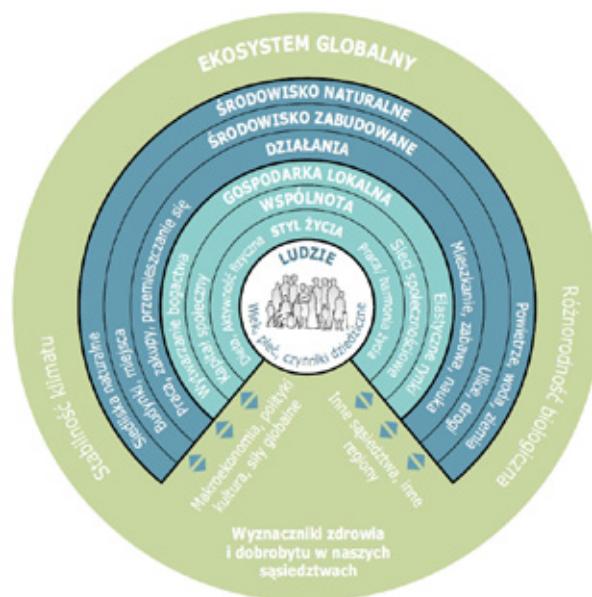 EKOSYSTEM GLOBALNY
ŚRODOWISKO NATURALNE
ŚRODOWISKO ZABUDOWANE
DZIAŁANIA
GOSPODARKA LOKALNA
WSPÓLNOTA
STYL ŻYCIA
LUDZIE
Wiek, płeć, czynniki dziedziczne
Stabilność klimatu
Siedliska naturalne
Budynki, miejsca
Praca, zakupy, przemieszczanie się
Wytwarzanie bogactwa
Kapitał społeczny
Dieta, Aktywność fizyczna
Praca/ harmonia życia
Sieci społecznościowe
Elastyczne rynki
Mieszkanie, zabawa, nauka
Ulice, drogi
Powietrze, woda, ziemia
Różnorodność biologiczna
Makroekonomia, polityki
kultura, siły globalne
Inne sąsiedztwa, inne
regiony
Wyznaczniki zdrowia
i dobrobytu w naszych
sąsiedztwach